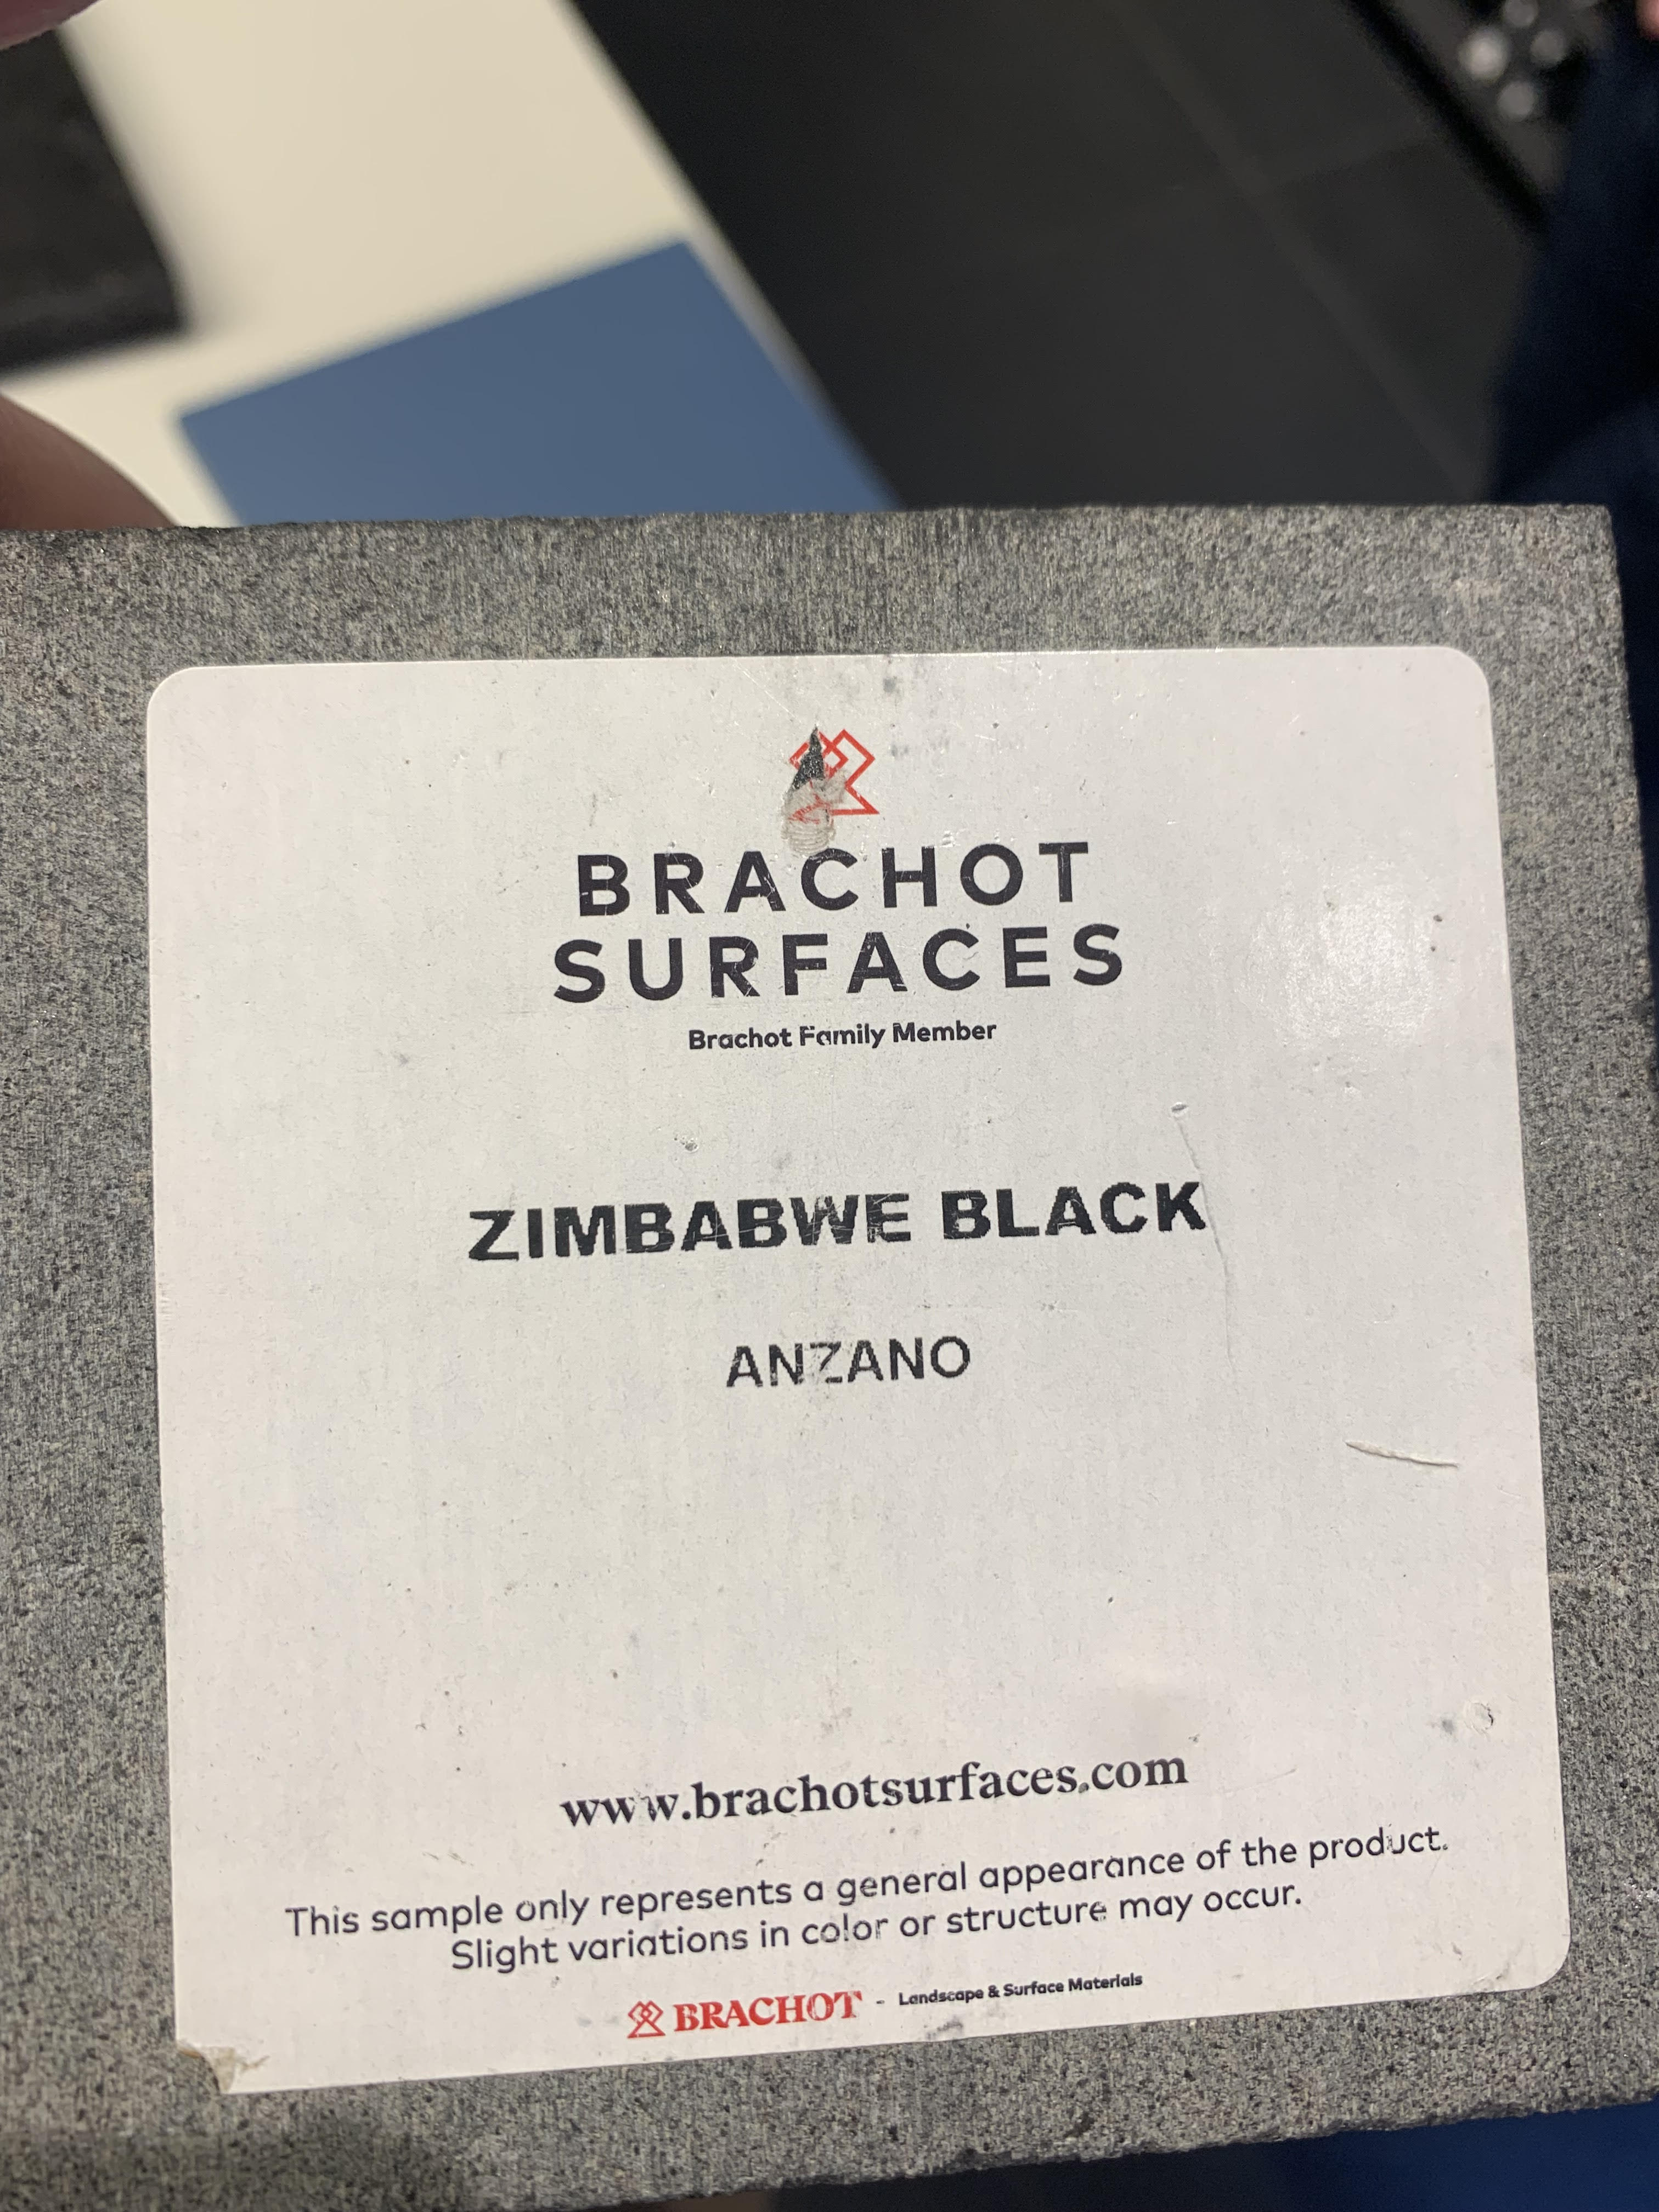 BRACHOT
SURFACES
Brachot Family Member
ZIMBABWE BLACK
ANZANO
www.brachotsurfaces.com
This sample only represents a general appearance of the product.
Slight variations in color or structure may occur.
BRACHOT - Landscape & Surface Materials